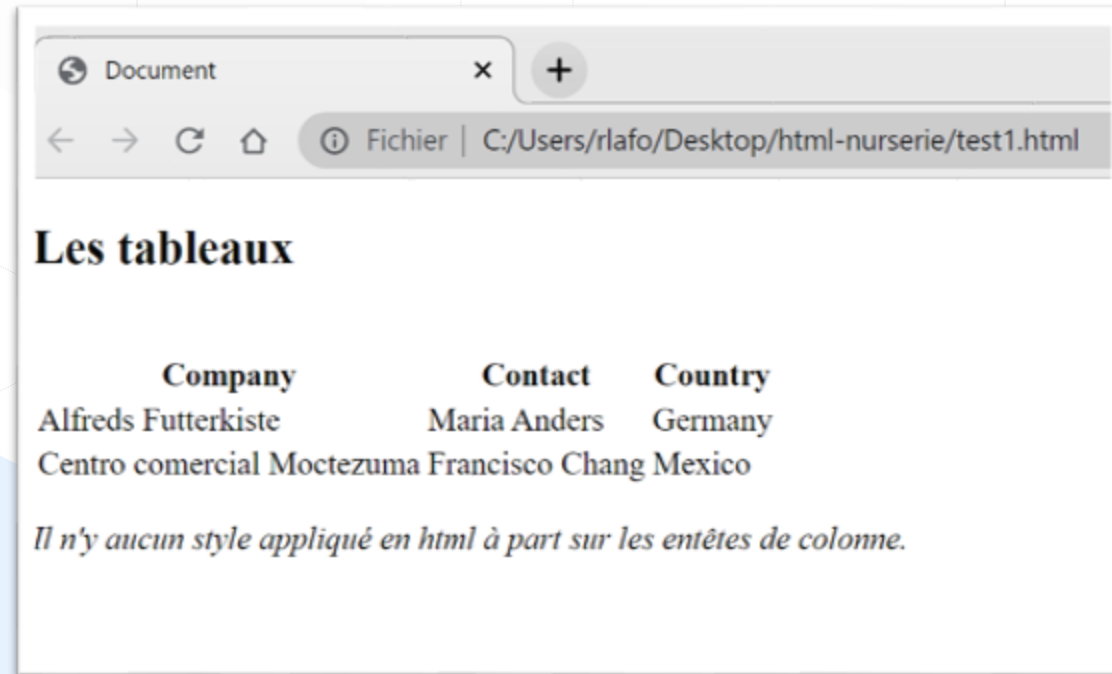 Document
Fichier | C:/Users/rlafo/Desktop/html-nurserie/test1.html
Les tableaux
Company Contact Country
Alfreds Futterkiste Maria Anders Germany
Centro comercial Moctezuma Francisco Chang Mexico
Il n'y aucun style appliqué en html à part sur les entêtes de colonne.